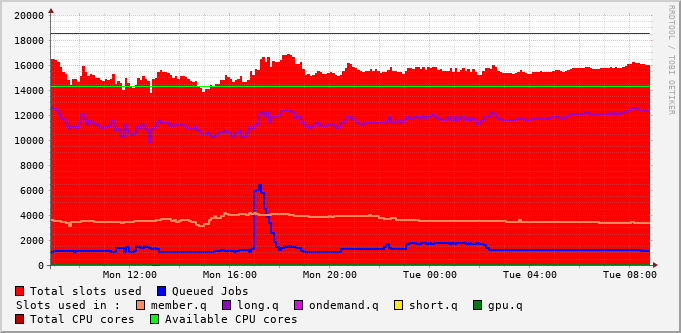 20000
18000
16000
14000
12000
10000
8000
6000
4000
2000
0
Mon 12:00 Mon 16:00 Mon 20:00 Tue 00:00 Tue 04:00 Tue 08:00
RRDTOOL / TOBI OETIKER
Total slots used Queued Jobs
Slots used in : member.q long.q ondemand.q short.q gpu.q
Total CPU cores Available CPU cores